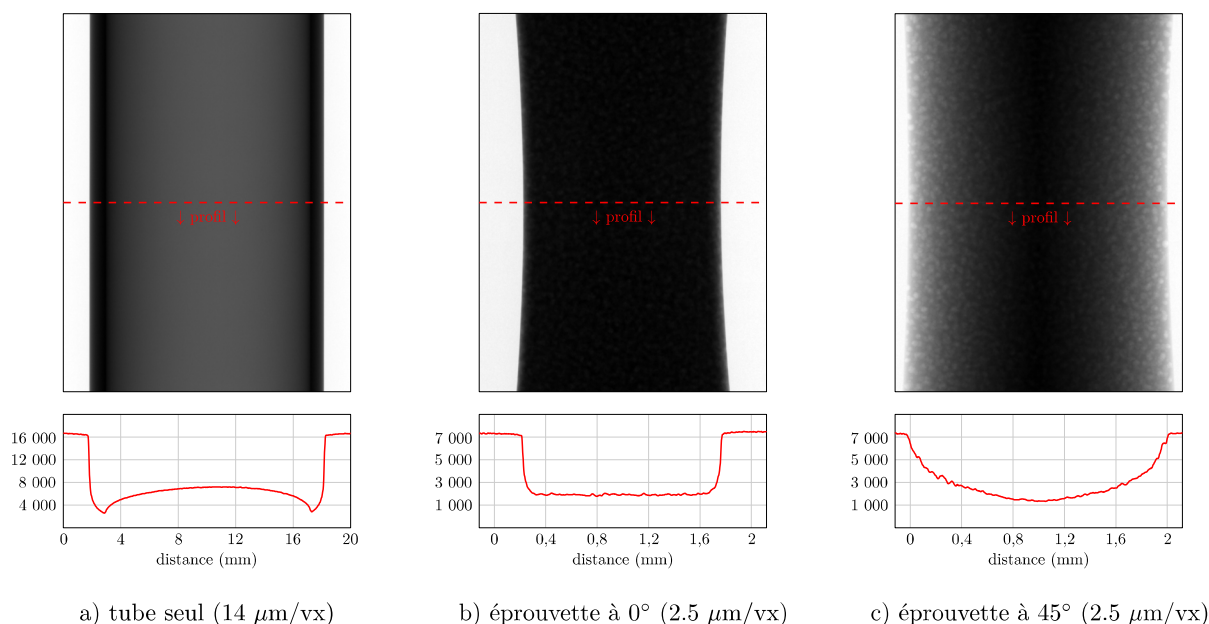 ↓ profil ↓
↓ profil ↓
↓ profil ↓
16 000
12 000
8 000
4 000
0 4 8 12 16 20
distance (mm)
7 000
5 000
3 000
1 000
0 0,4 0,8 1,2 1,6 2
distance (mm)
7 000
5 000
3 000
1 000
0 0,4 0,8 1,2 1,6 2
distance (mm)
a) tube seul (14 μm/vx)
b) éprouvette à 0° (2.5 μm/vx)
c) éprouvette à 45° (2.5 μm/vx)